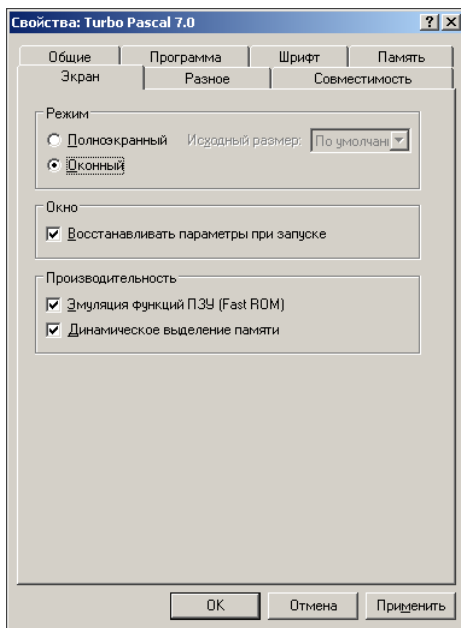 Свойства: Turbo Pascal 7.0
Общие Программа Шрифт Память
Экран Разное Совместимость
Режим
Полноэкранный Исходный размер: По умолчані
Оконный
Окно
Восстанавливать параметры при запуске
Производительность
Эмуляция функций ПЗУ (Fast ROM)
Динамическое выделение памяти
OK Отмена Применить